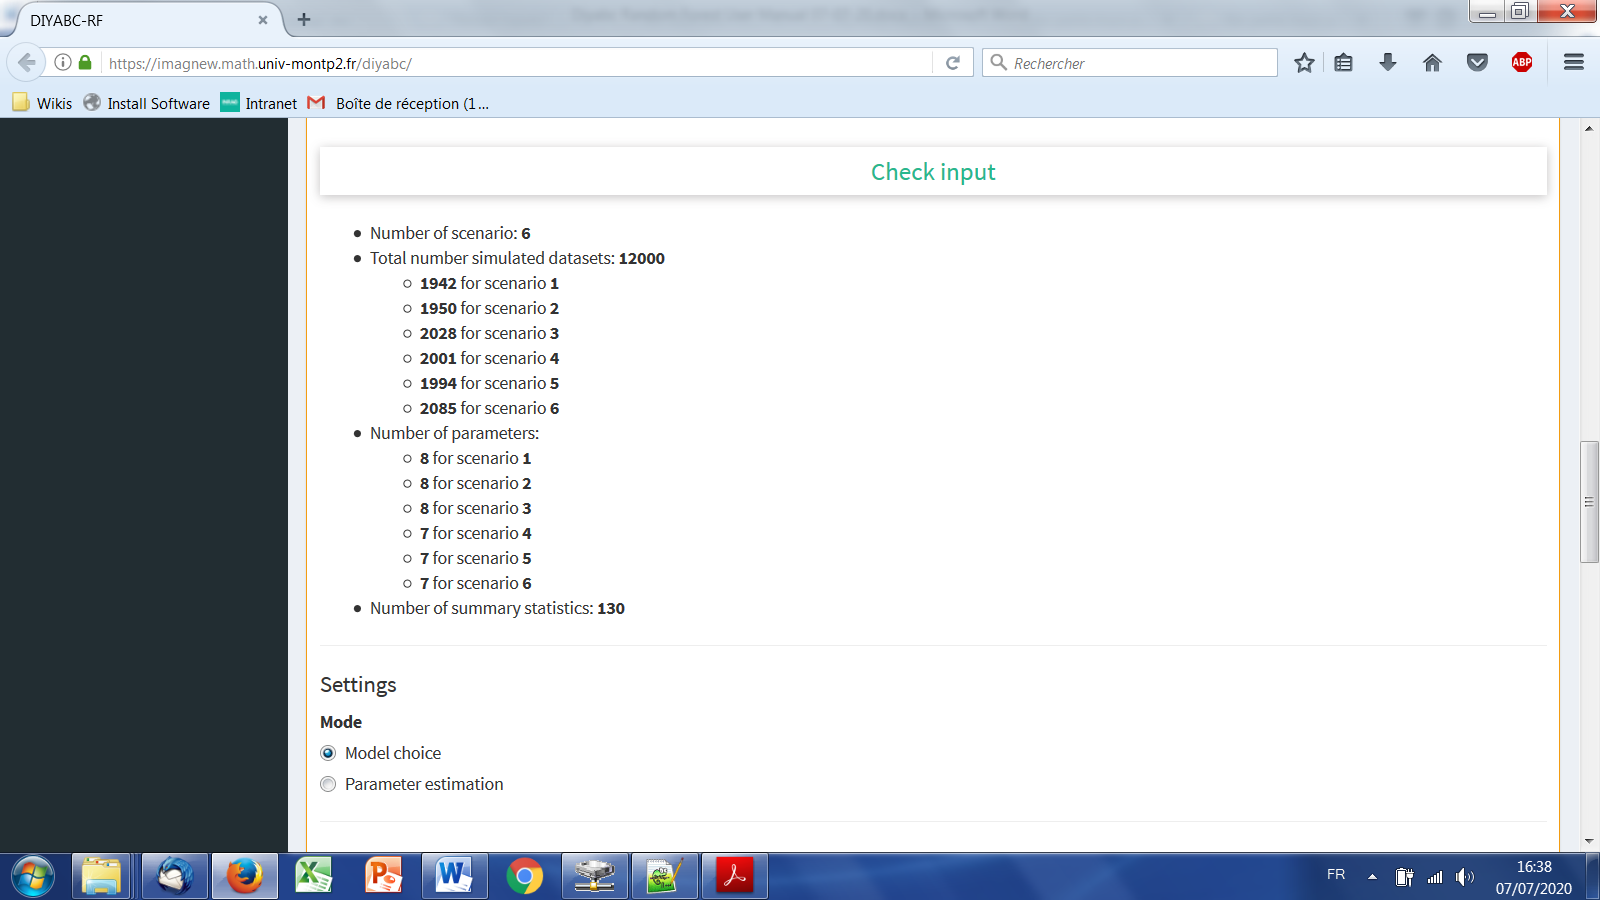 DIYABC-RF
https://imagnew.math.univ-montp2.fr/diyabc/
Rechercher
ABP
Wikis
Install Software
Intranet
Boîte de réception (1 ...
Check input
Number of scenario: 6
Total number simulated datasets: 12000
1942 for scenario 1
1950 for scenario 2
2028 for scenario 3
2001 for scenario 4
1994 for scenario 5
2085 for scenario 6
Number of parameters:
8 for scenario 1
8 for scenario 2
8 for scenario 3
7 for scenario 4
7 for scenario 5
7 for scenario 6
Number of summary statistics: 130
Settings
Mode
Model choice
Parameter estimation
FR
16:38
07/07/2020